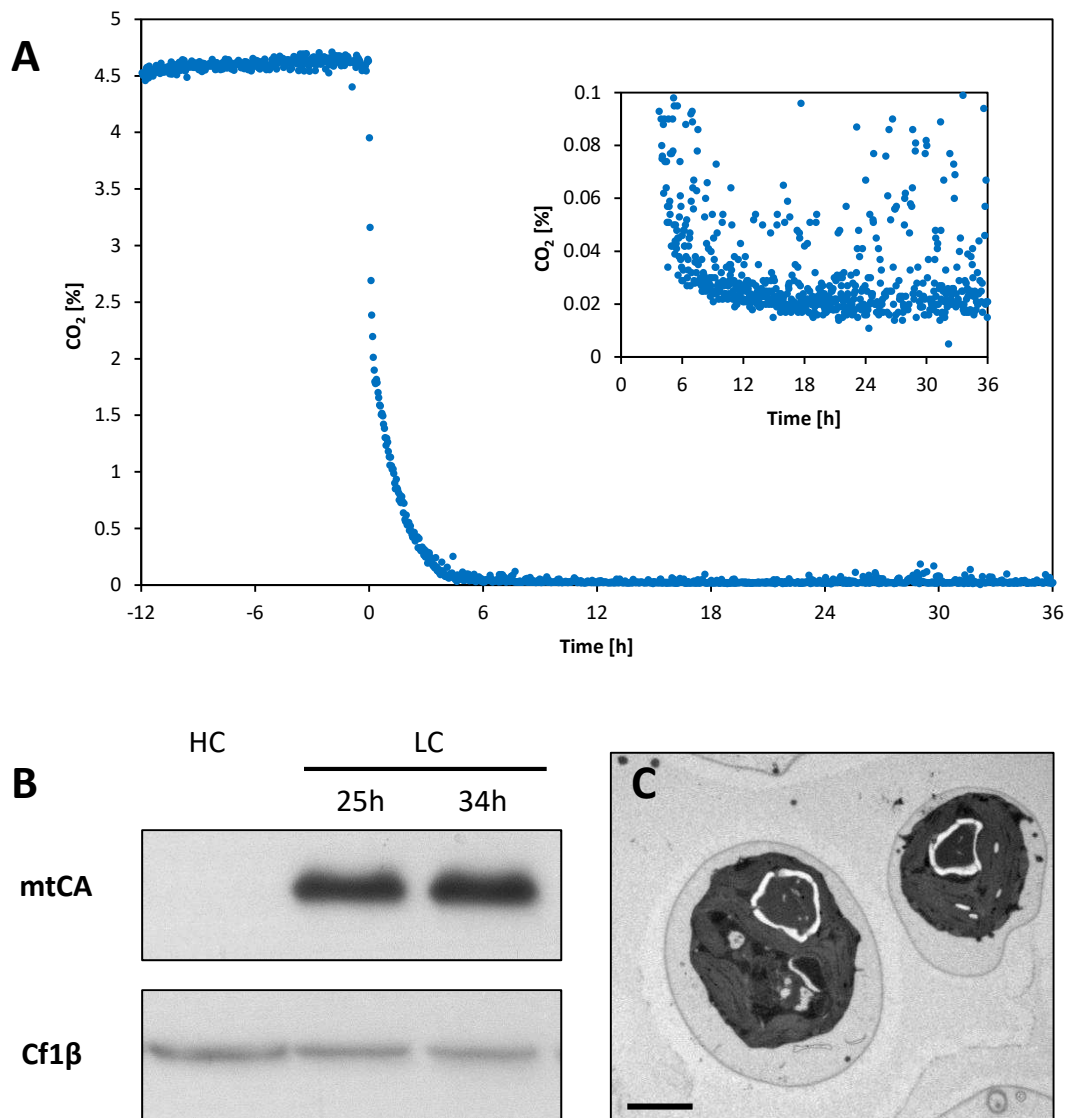 A
5
4.5
4
3.5
3
2.5
2
1.5
1
0.5
0
CO₂ [%]
-12 -6 0 6 12 18 24 30 36
Time [h]
0.1
0.08
0.06
0.04
0.02
0
CO₂ [%]
0 6 12 18 24 30 36
Time [h]
B
HC LC
25h 34h
mtCA
Cf1β
C